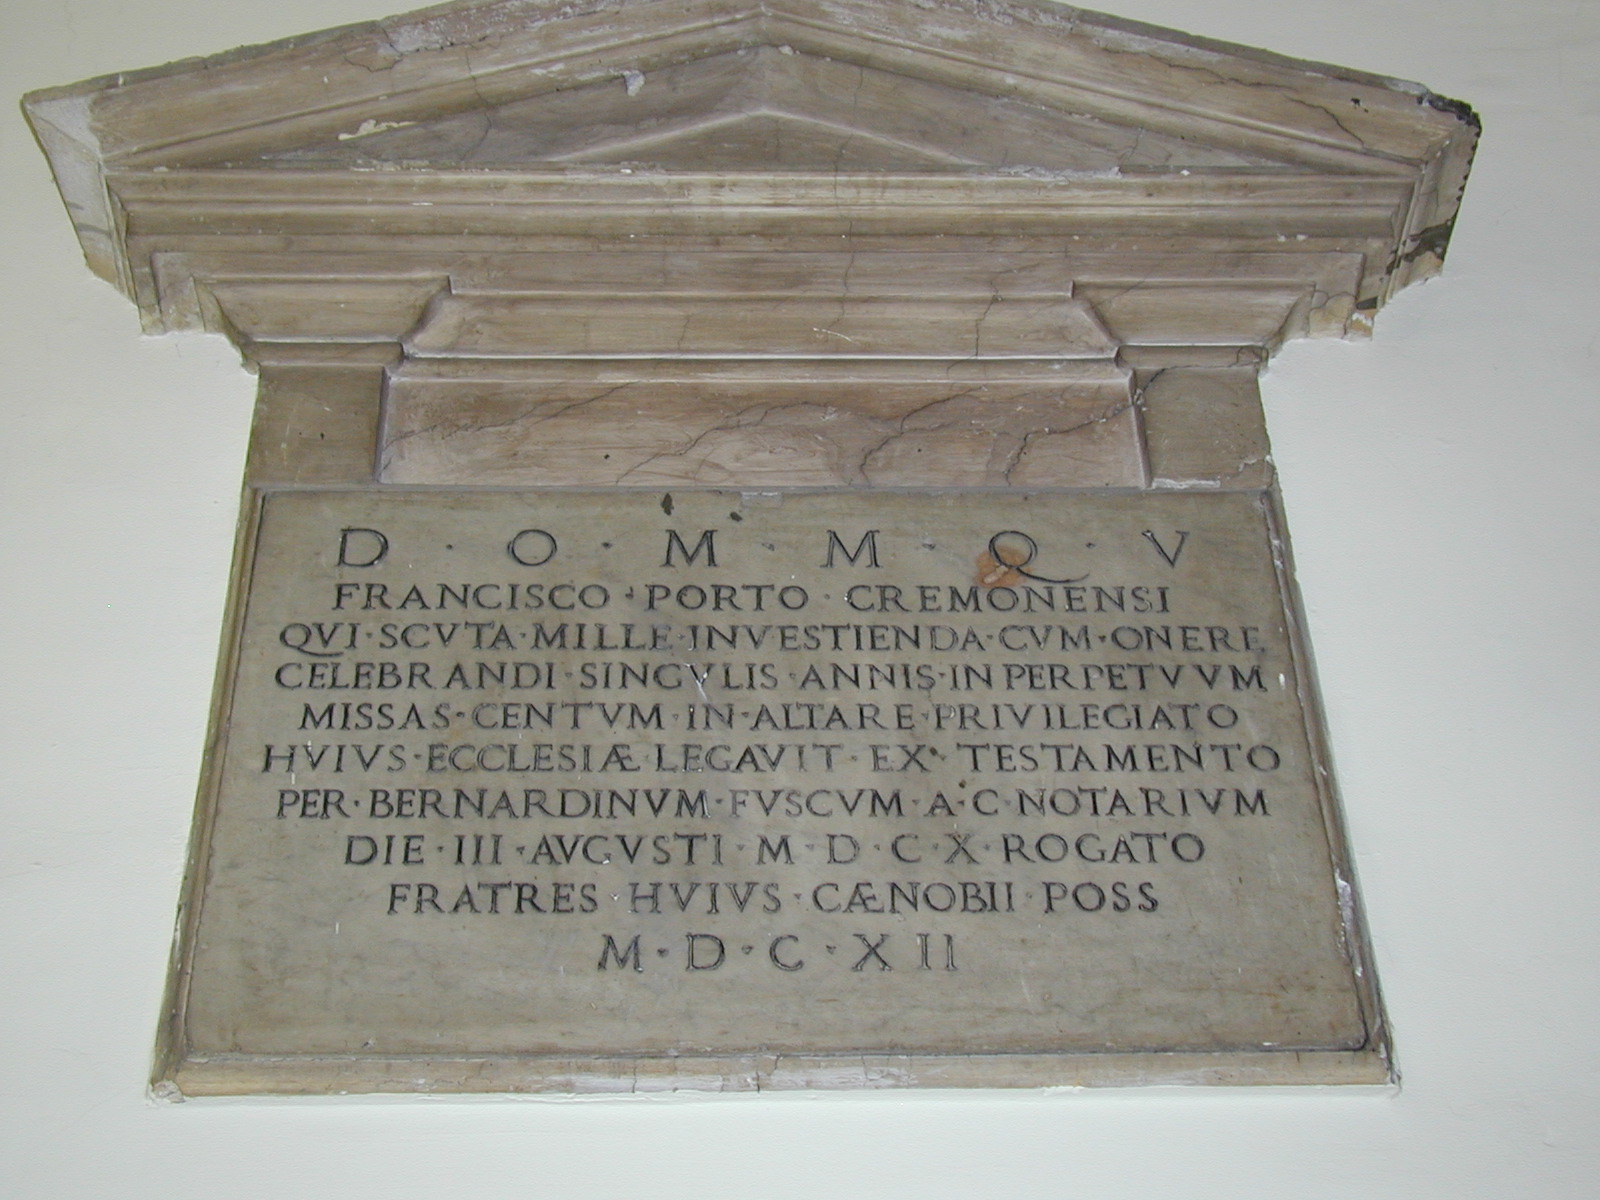 D · O · M · M · Q · V
FRANCISCO · PORTO · CREMONENSI
QVI · SCVTA · MILLE · INVESTIENDA · CVM · ONERE
CELEBRANDI · SINGVLIS · ANNIS · IN PERPETVVM
MISSAS · CENTVM · IN · ALTARE · PRIVILEGIATO
HVIVS · ECCLESIÆ LEGAVIT · EX · TESTAMENTO
PER · BERNARDINVM · FVSCVM · A · C · NOTARIVM
DIE · III · AVGVSTI · M · D · C · X · ROGATO
FRATRES · HVIVS · CÆNOBII · POSS
M · D · C · XII